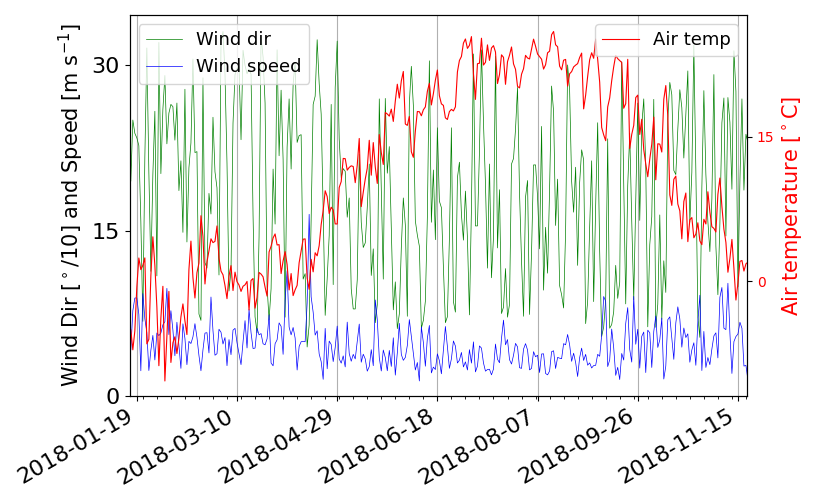 Wind dir
Wind speed
Air temp
Wind Dir [°/10] and Speed [m s⁻¹]
30
15
0
15
0
Air temperature [°C]
2018-01-19
2018-03-10
2018-04-29
2018-06-18
2018-08-07
2018-09-26
2018-11-15